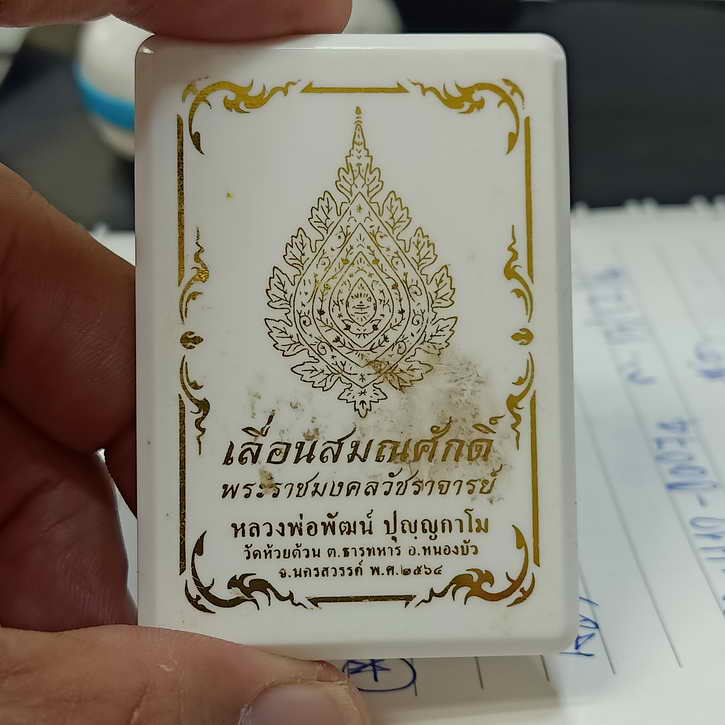 เลื่อนสมณศักดิ์
พระราชมงคลวัชราจารย์
หลวงพ่อพัฒน์ ปุญฺญกาโม
วัดห้วยด้วน ต.ธารทหาร อ.หนองบัว
จ.นครสวรรค์ พ.ศ.๒๕๖๔